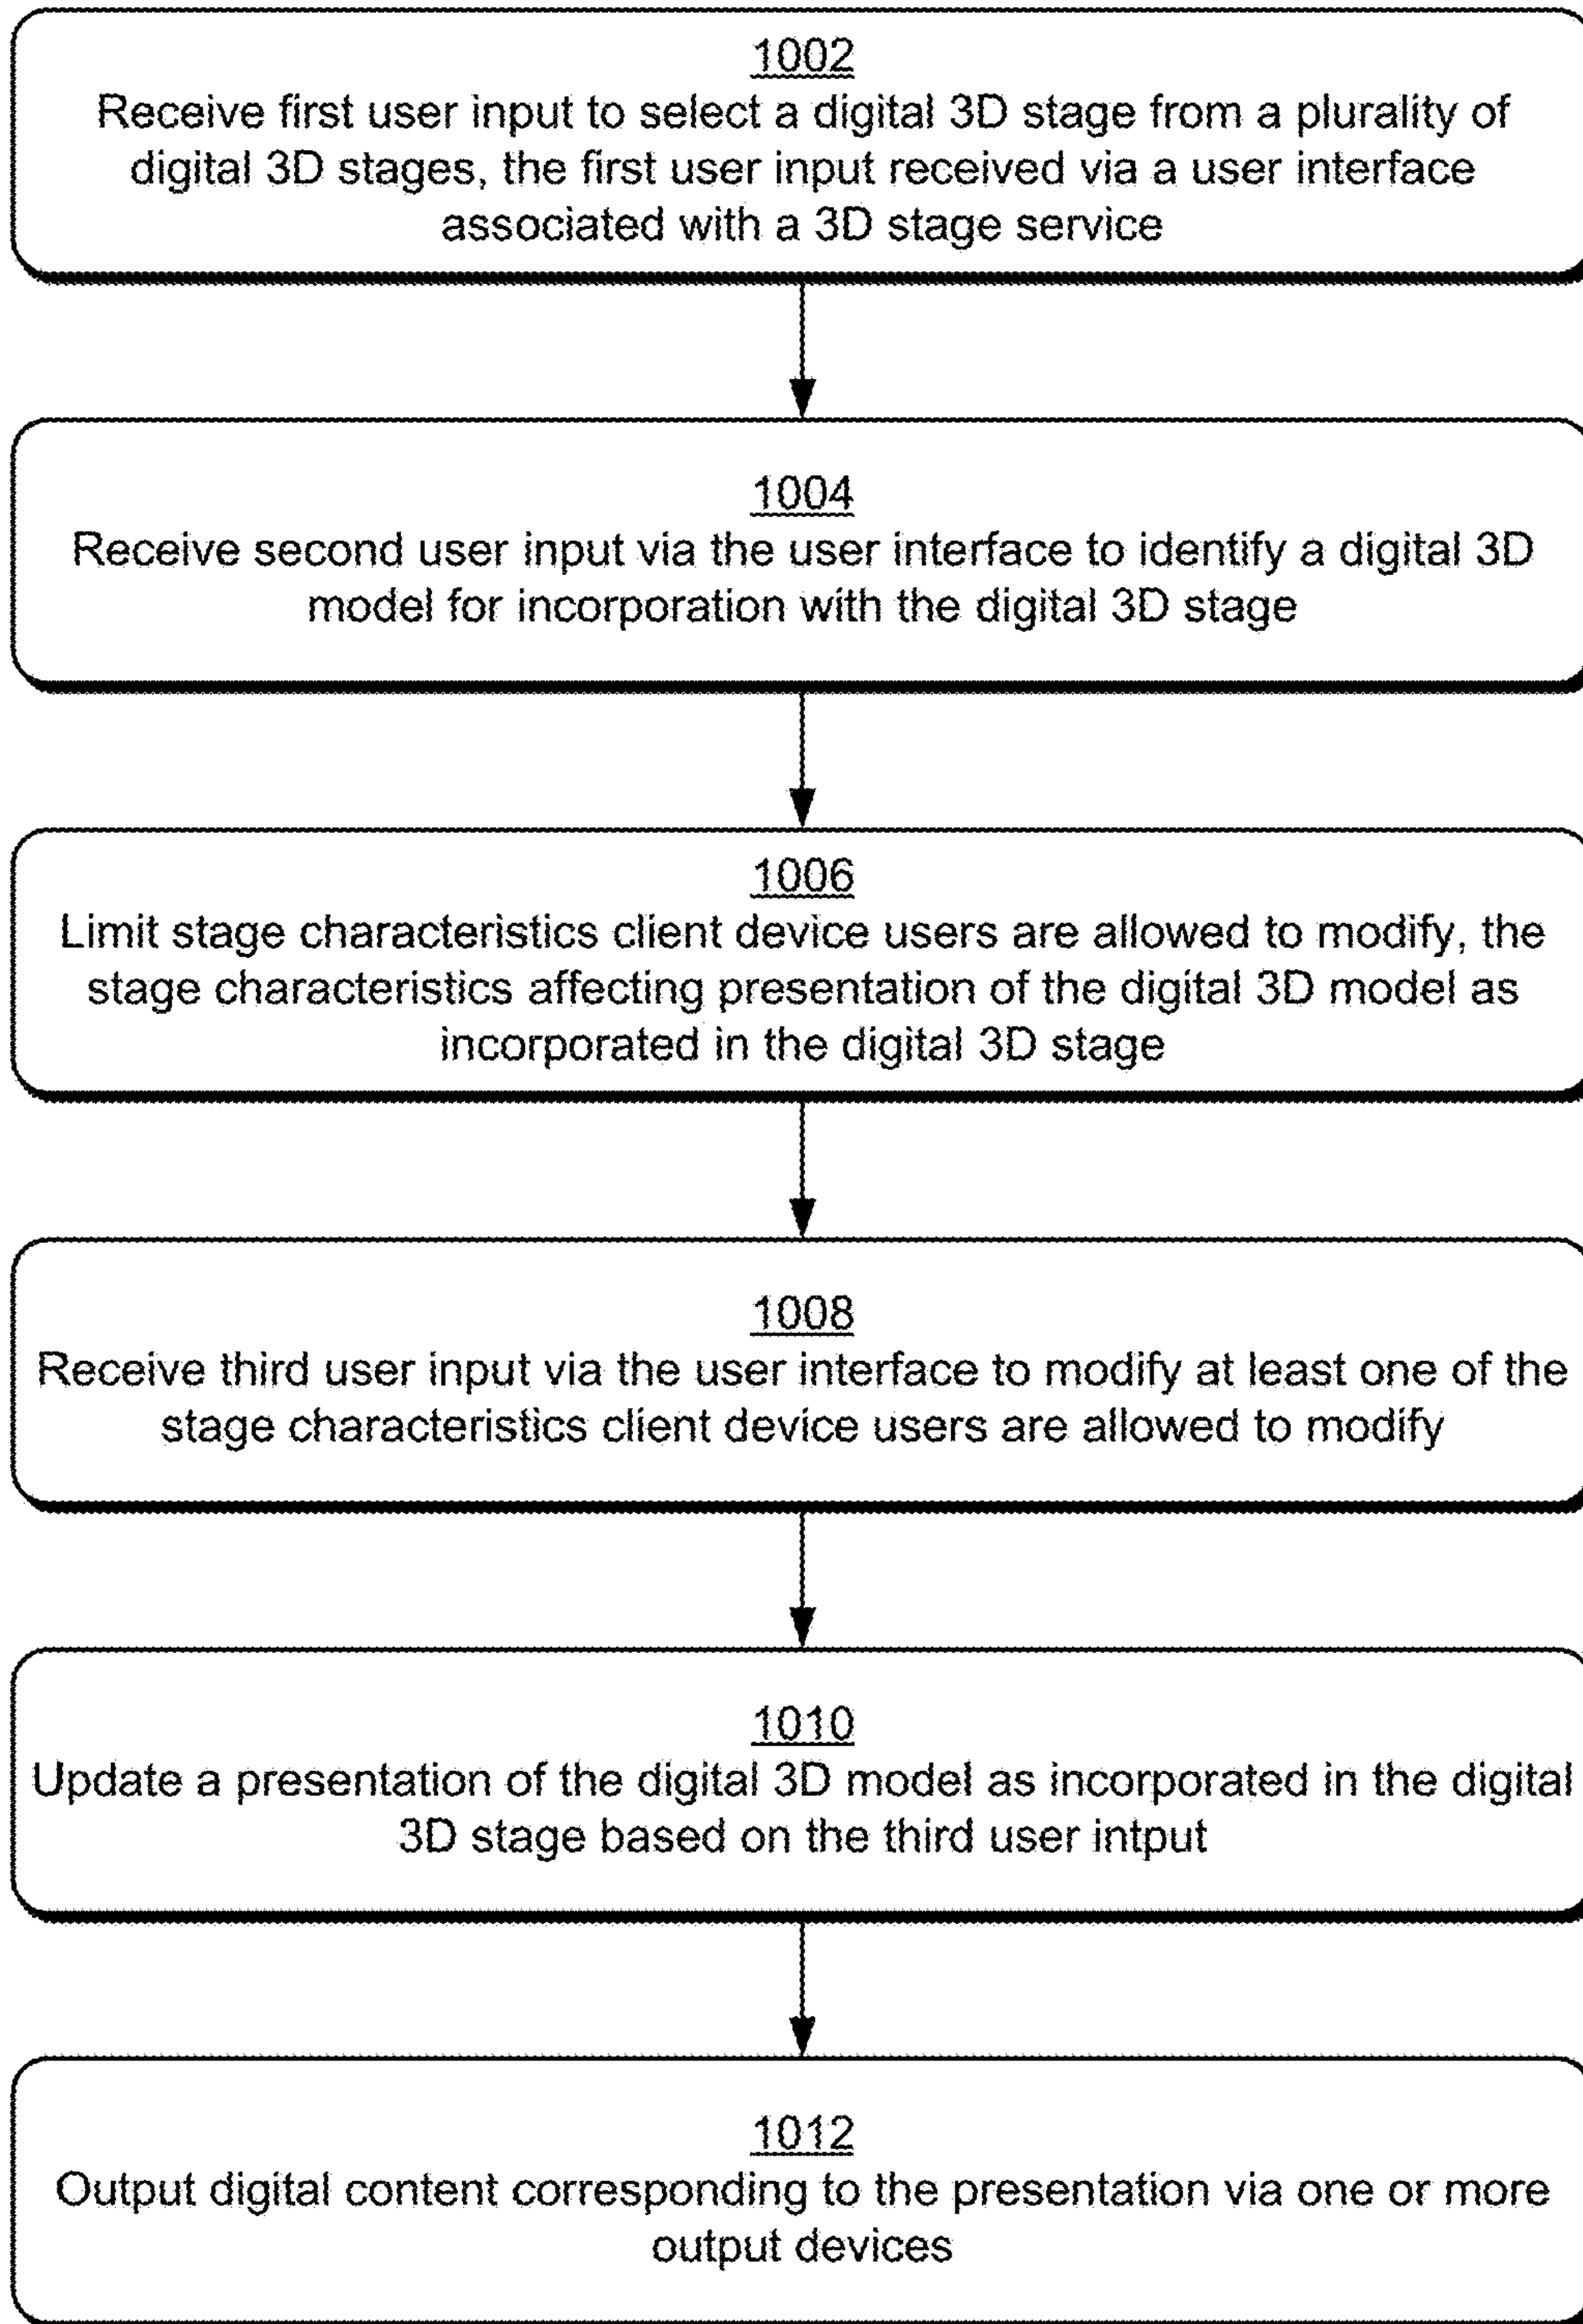 1002
Receive first user input to select a digital 3D stage from a plurality of
digital 3D stages, the first user input received via a user interface
associated with a 3D stage service
1004
Receive second user input via the user interface to identify a digital 3D
model for incorporation with the digital 3D stage
1006
Limit stage characteristics client device users are allowed to modify, the
stage characteristics affecting presentation of the digital 3D model as
incorporated in the digital 3D stage
1008
Receive third user input via the user interface to modify at least one of the
stage characteristics client device users are allowed to modify
1010
Update a presentation of the digital 3D model as incorporated in the digital
3D stage based on the third user intput
1012
Output digital content corresponding to the presentation via one or more
output devices